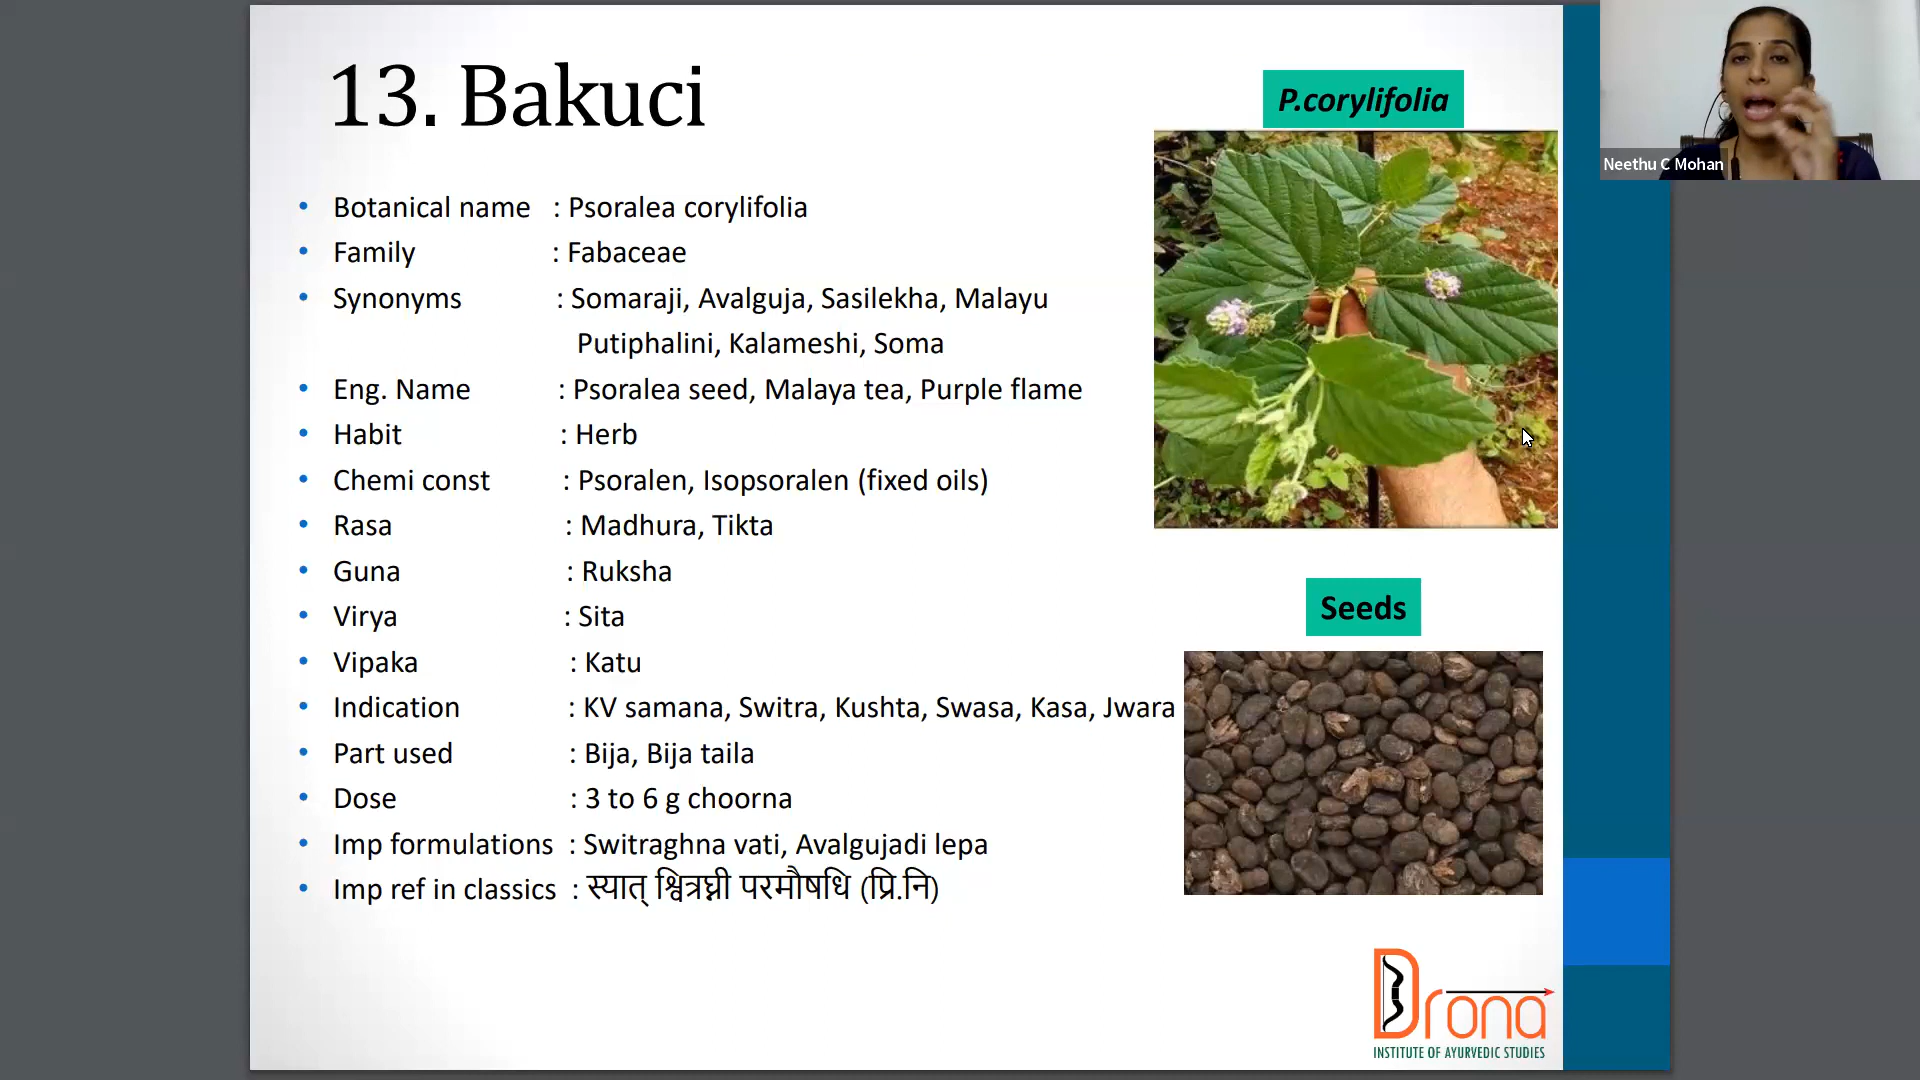 13. Bakuci
P.corylifolia
Neethu C Mohan
• Botanical name : Psoralea corylifolia
• Family : Fabaceae
• Synonyms : Somaraji, Avalguja, Sasilekha, Malayu
Putiphalini, Kalameshi, Soma
• Eng. Name : Psoralea seed, Malaya tea, Purple flame
• Habit : Herb
• Chemi const : Psoralen, Isopsoralen (fixed oils)
• Rasa : Madhura, Tikta
• Guna : Ruksha
• Virya : Sita
• Vipaka : Katu
• Indication : KV samana, Switra, Kushta, Swasa, Kasa, Jwara
• Part used : Bija, Bija taila
• Dose : 3 to 6 g choorna
• Imp formulations : Switraghna vati, Avalgujadi lepa
• Imp ref in classics : स्यात् श्वित्रघ्नी परमौषधि (प्रि.नि)
Seeds
Drona
INSTITUTE OF AYURVEDIC STUDIES